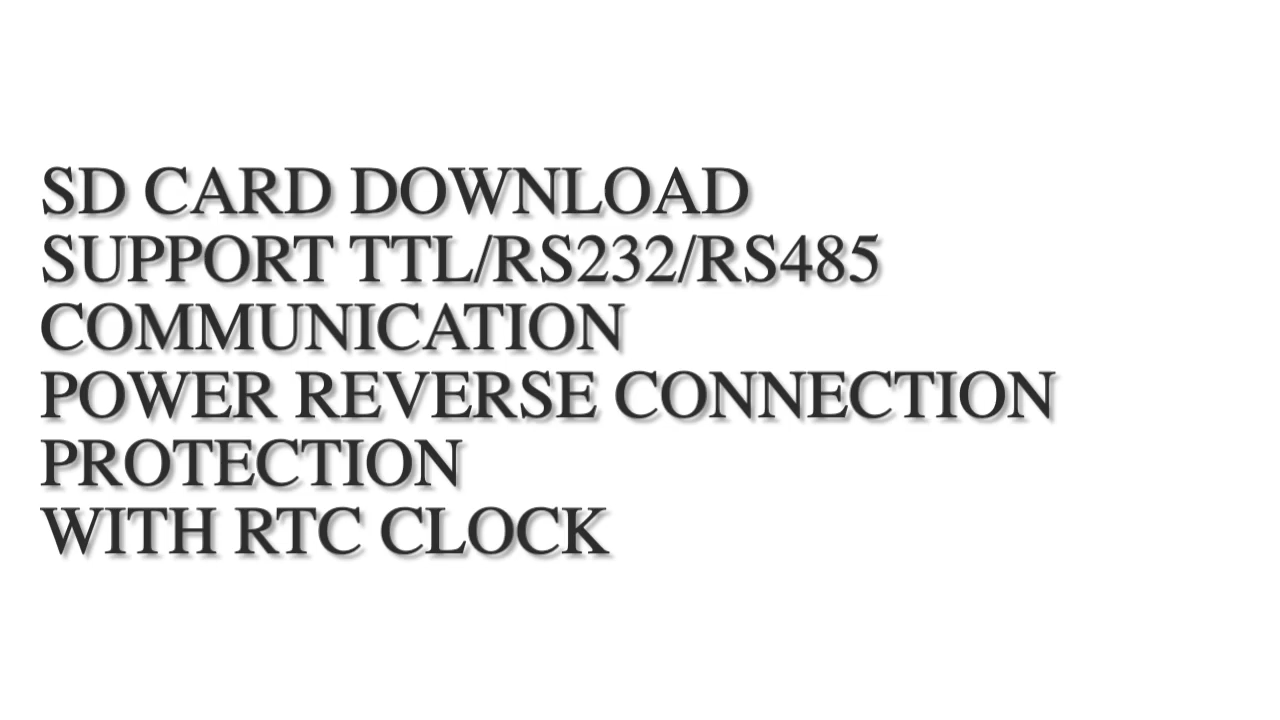 SD CARD DOWNLOAD
SUPPORT TTL/RS232/RS485
COMMUNICATION
POWER REVERSE CONNECTION
PROTECTION
WITH RTC CLOCK